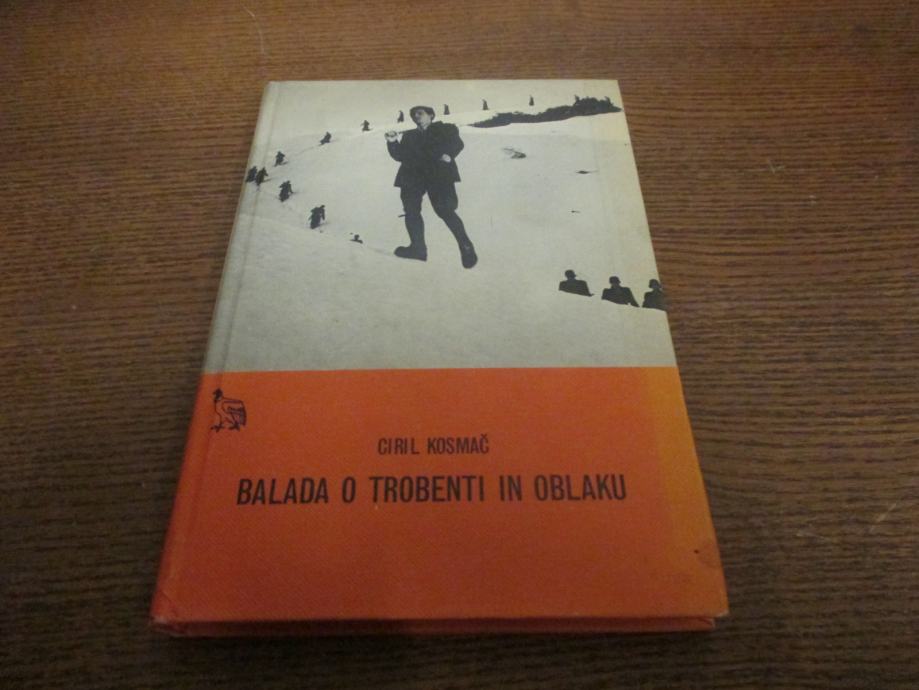 CIRIL KOSMAČ
BALADA O TROBENTI IN OBLAKU